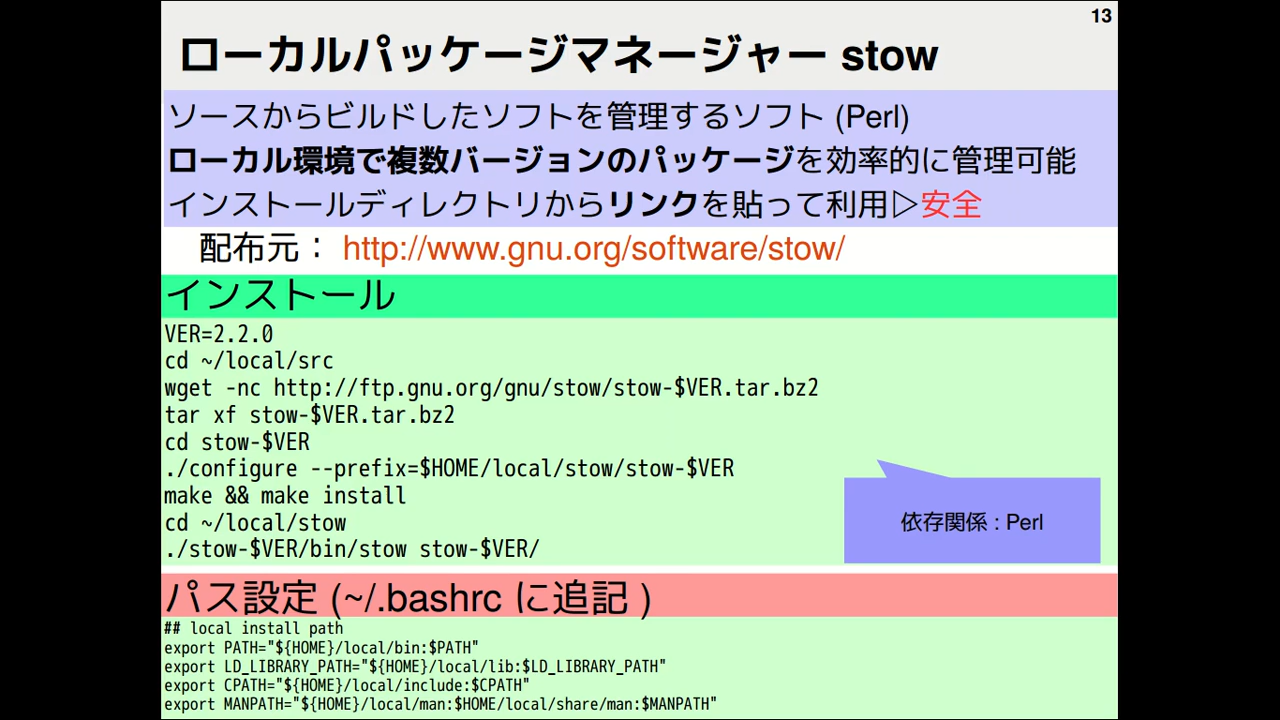 13
ローカルパッケージマネージャー stow
ソースからビルドしたソフトを管理するソフト (Perl)
ローカル環境で複数バージョンのパッケージを効率的に管理可能
インストールディレクトリからリンクを貼って利用▷安全
配布元： http://www.gnu.org/software/stow/
インストール
VER=2.2.0
cd ~/local/src
wget -nc http://ftp.gnu.org/gnu/stow/stow-$VER.tar.bz2
tar xf stow-$VER.tar.bz2
cd stow-$VER
./configure --prefix=$HOME/local/stow/stow-$VER
make && make install
cd ~/local/stow
./stow-$VER/bin/stow stow-$VER/
依存関係 : Perl
パス設定 (~/.bashrc に追記 )
## local install path
export PATH="${HOME}/local/bin:$PATH"
export LD_LIBRARY_PATH="${HOME}/local/lib:$LD_LIBRARY_PATH"
export CPATH="${HOME}/local/include:$CPATH"
export MANPATH="${HOME}/local/man:$HOME/local/share/man:$MANPATH"